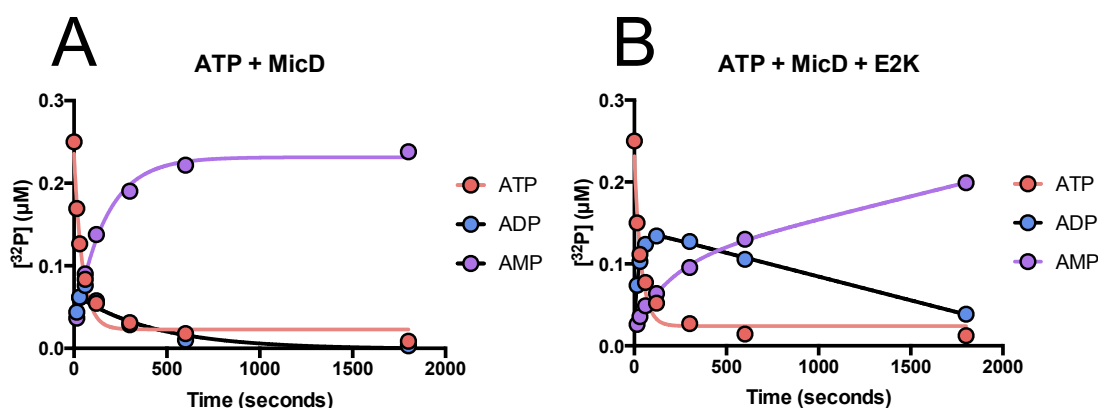 A
ATP + MicD
[³²P] (µM)
0.3
0.2
0.1
0.0
0
500
1000
1500
2000
Time (seconds)
ATP
ADP
AMP
B
ATP + MicD + E2K
[³²P] (µM)
0.3
0.2
0.1
0.0
0
500
1000
1500
2000
Time (seconds)
ATP
ADP
AMP